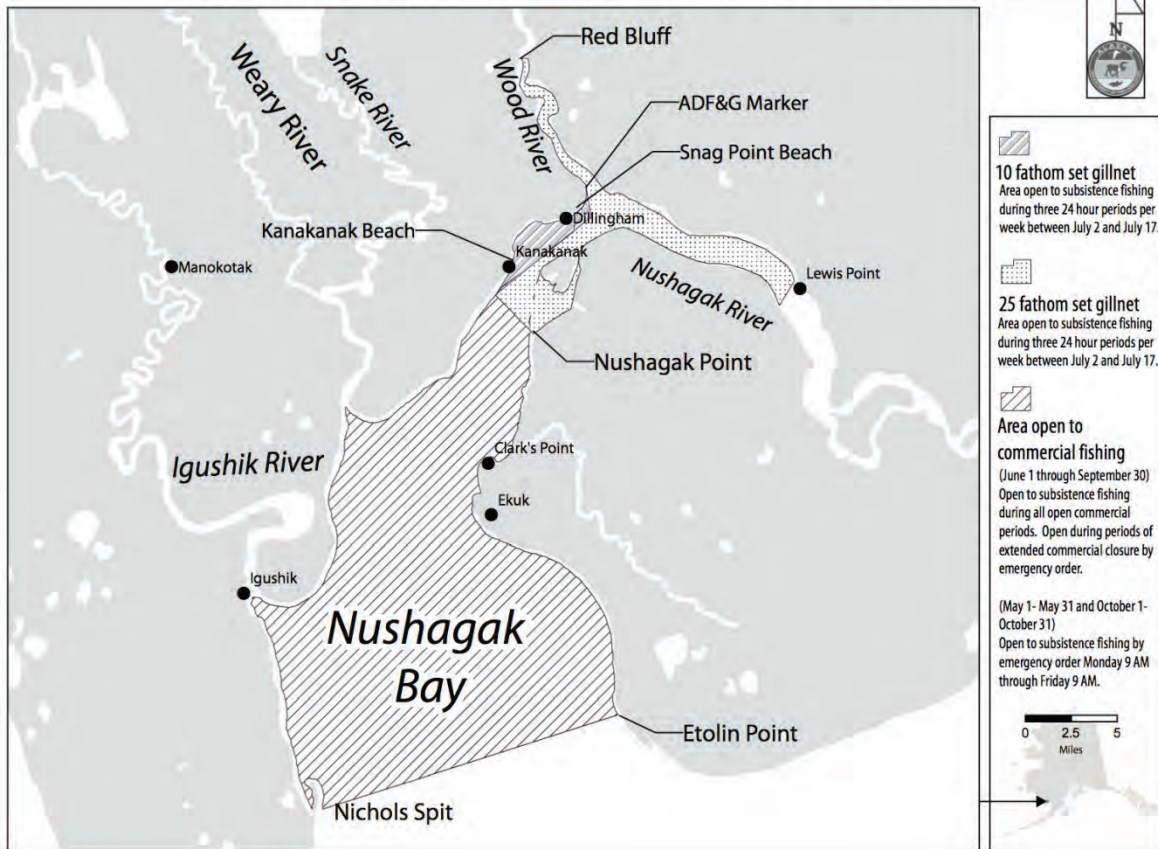 Red Bluff
Weary River
Snake River
Wood River
ADF&G Marker
Snag Point Beach
Dillingham
Kanakanak Beach
Kanakanak
Manokotak
Nushagak River
Lewis Point
Nushagak Point
Igushik River
Clark's Point
Ekuk
Igushik
Nushagak
Bay
Etolin Point
Nichols Spit
N
ALASKA
10 fathom set gillnet
Area open to subsistence fishing
during three 24 hour periods per
week between July 2 and July 17.
25 fathom set gillnet
Area open to subsistence fishing
during three 24 hour periods per
week between July 2 and July 17.
Area open to
commercial fishing
(June 1 through September 30)
Open to subsistence fishing
during all open commercial
periods. Open during periods of
extended commercial closure by
emergency order.
(May 1- May 31 and October 1-
October 31)
Open to subsistence fishing by
emergency order Monday 9 AM
through Friday 9 AM.
0 2.5 5
Miles